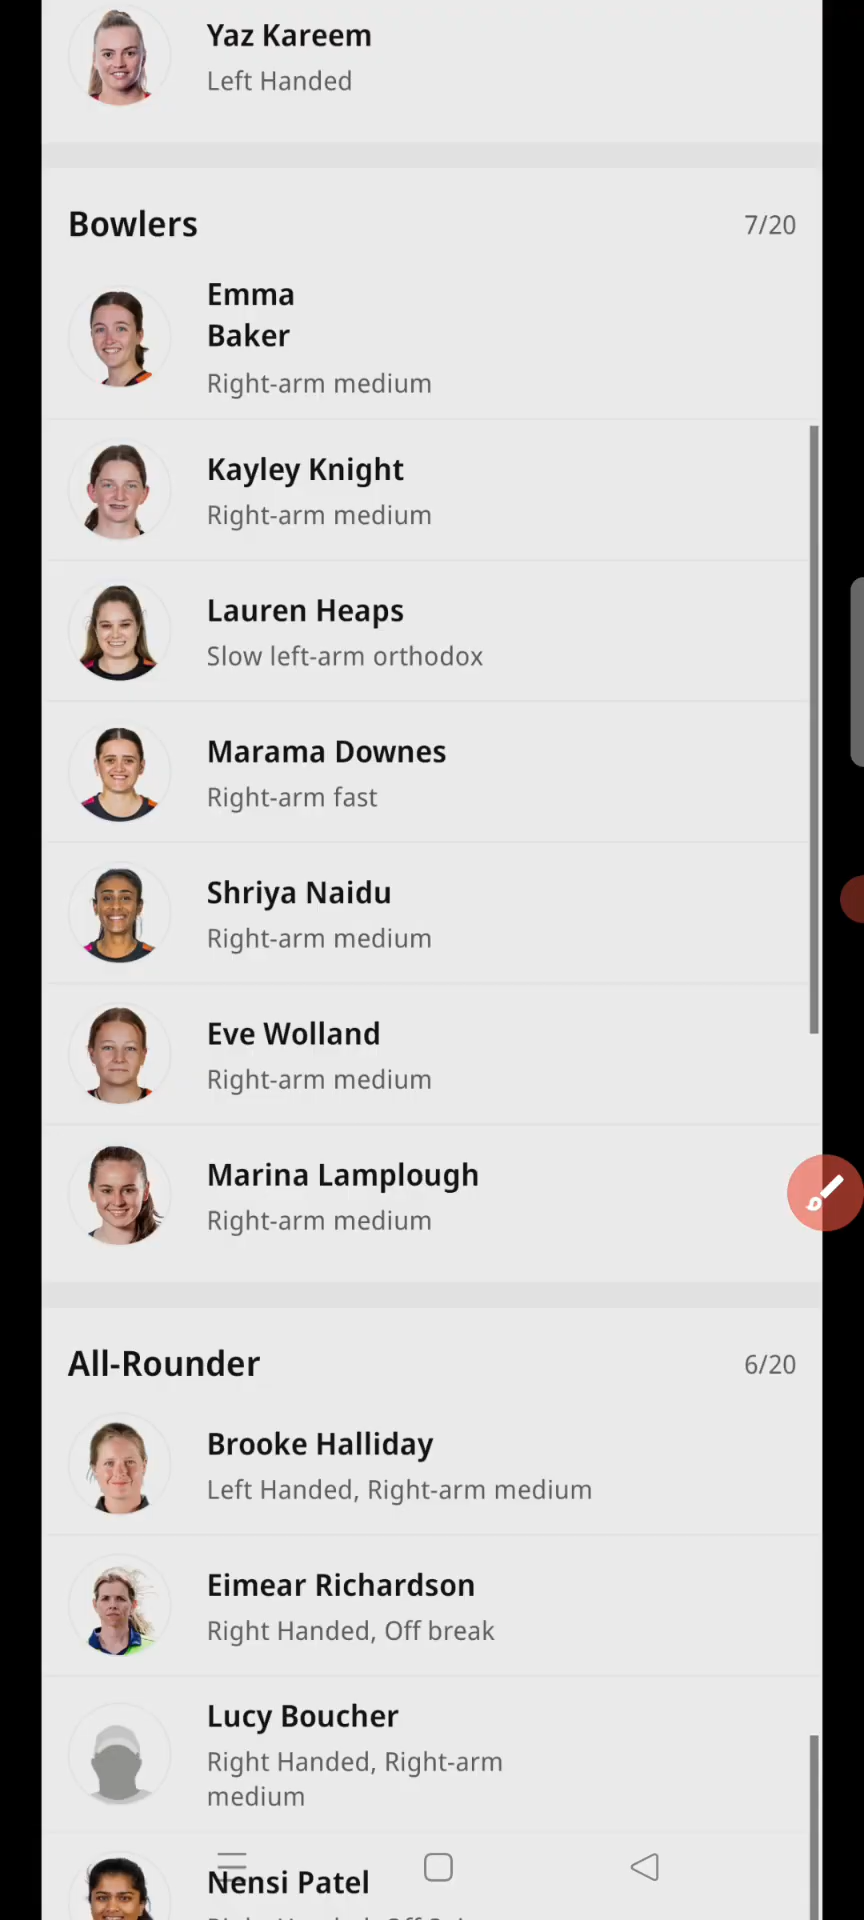 Yaz Kareem
Left Handed
Bowlers
7/20
Emma
Baker
Right-arm medium
Kayley Knight
Right-arm medium
Lauren Heaps
Slow left-arm orthodox
Marama Downes
Right-arm fast
Shriya Naidu
Right-arm medium
Eve Wolland
Right-arm medium
Marina Lamplough
Right-arm medium
All-Rounder
6/20
Brooke Halliday
Left Handed, Right-arm medium
Eimear Richardson
Right Handed, Off break
Lucy Boucher
Right Handed, Right-arm
medium
Nensi Patel